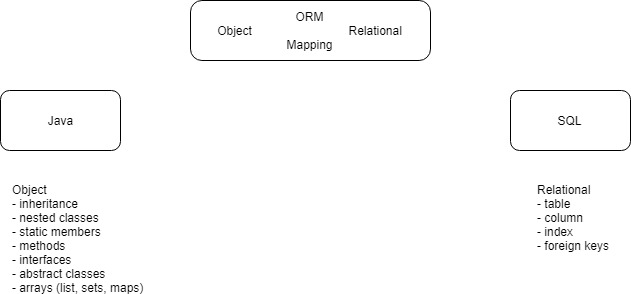 ORM
Object Relational
Mapping
Java
SQL
Object
- inheritance
- nested classes
- static members
- methods
- interfaces
- abstract classes
- arrays (list, sets, maps)
Relational
- table
- column
- index
- foreign keys